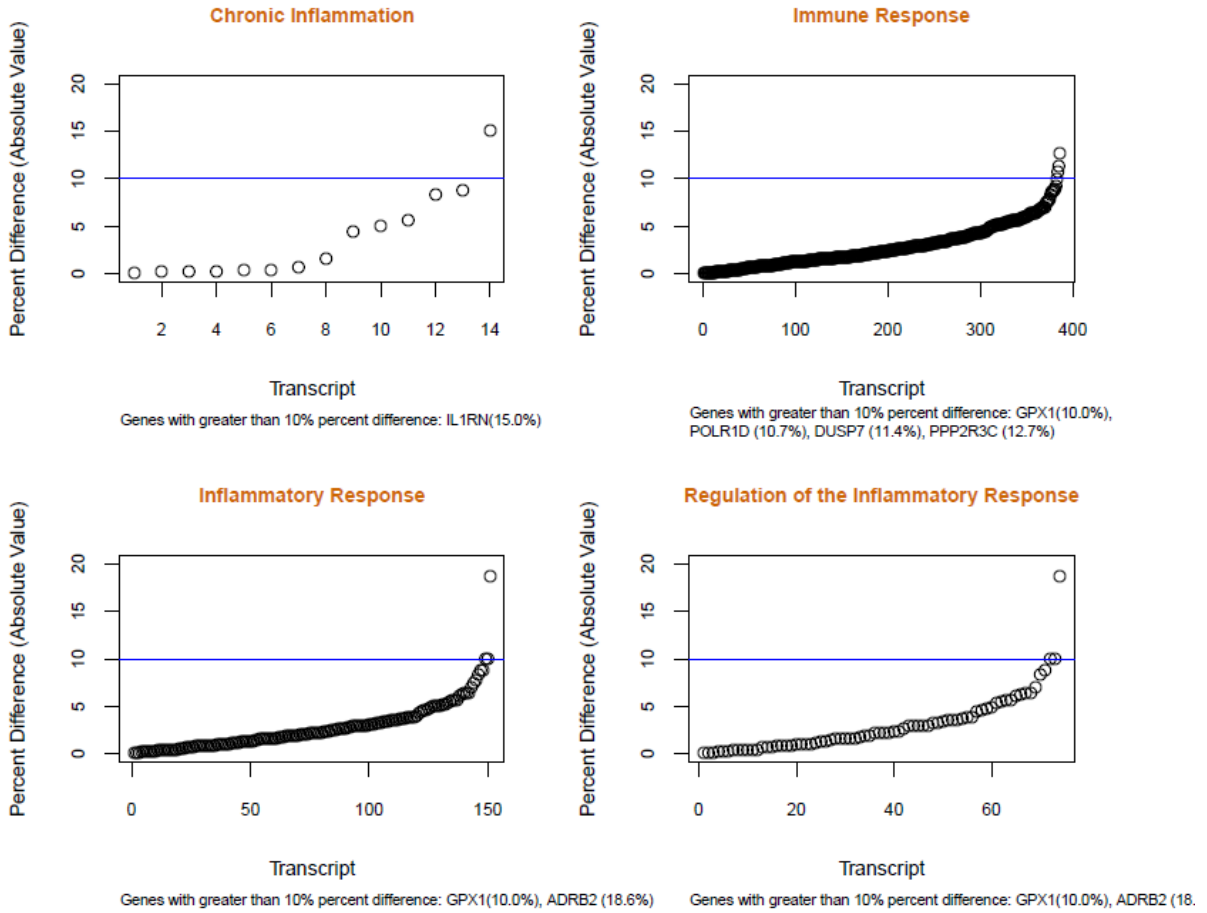 Chronic Inflammation
Percent Difference (Absolute Value)
20
15
10
5
0
2 4 6 8 10 12 14
Transcript
Genes with greater than 10% percent difference: IL1RN(15.0%)
Immune Response
Percent Difference (Absolute Value)
20
15
10
5
0
0 100 200 300 400
Transcript
Genes with greater than 10% percent difference: GPX1(10.0%),
POLR1D (10.7%), DUSP7 (11.4%), PPP2R3C (12.7%)
Inflammatory Response
Percent Difference (Absolute Value)
20
15
10
5
0
0 50 100 150
Transcript
Genes with greater than 10% percent difference: GPX1(10.0%), ADRB2 (18.6%)
Regulation of the Inflammatory Response
Percent Difference (Absolute Value)
20
15
10
5
0
0 20 40 60
Transcript
Genes with greater than 10% percent difference: GPX1(10.0%), ADRB2 (18.